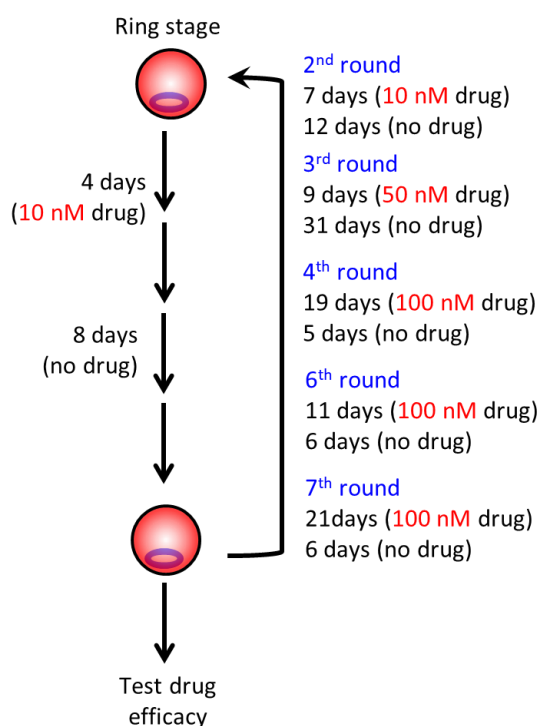 Ring stage
4 days
(10 nM drug)
8 days
(no drug)
Test drug
efficacy
2nd round
7 days (10 nM drug)
12 days (no drug)
3rd round
9 days (50 nM drug)
31 days (no drug)
4th round
19 days (100 nM drug)
5 days (no drug)
6th round
11 days (100 nM drug)
6 days (no drug)
7th round
21days (100 nM drug)
6 days (no drug)